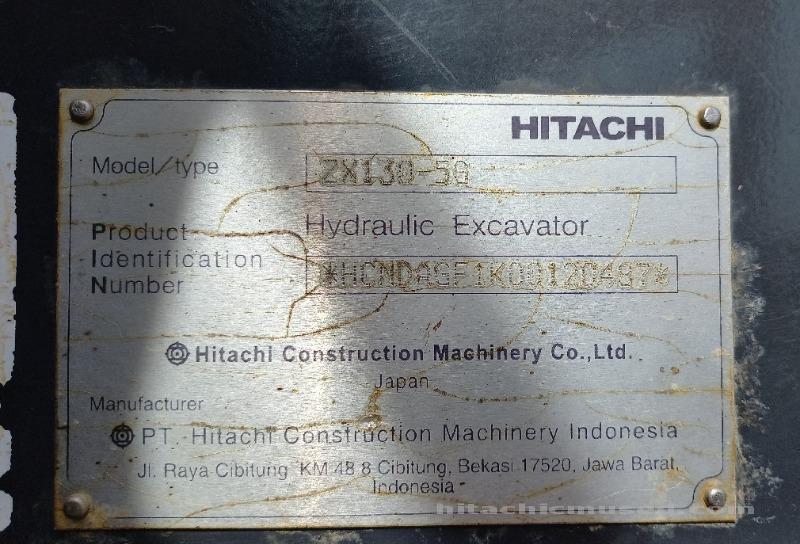 HITACHI
Model/type ZX130-5G
Hydraulic Excavator
Product
Identification
Number
Hitachi Construction Machinery Co.,Ltd.
Japan
Manufacturer
PT. Hitachi Construction Machinery Indonesia
Jl. Raya Cibitung KM 48 8 Cibitung, Bekasi 17520, Jawa Barat,
Indonesia